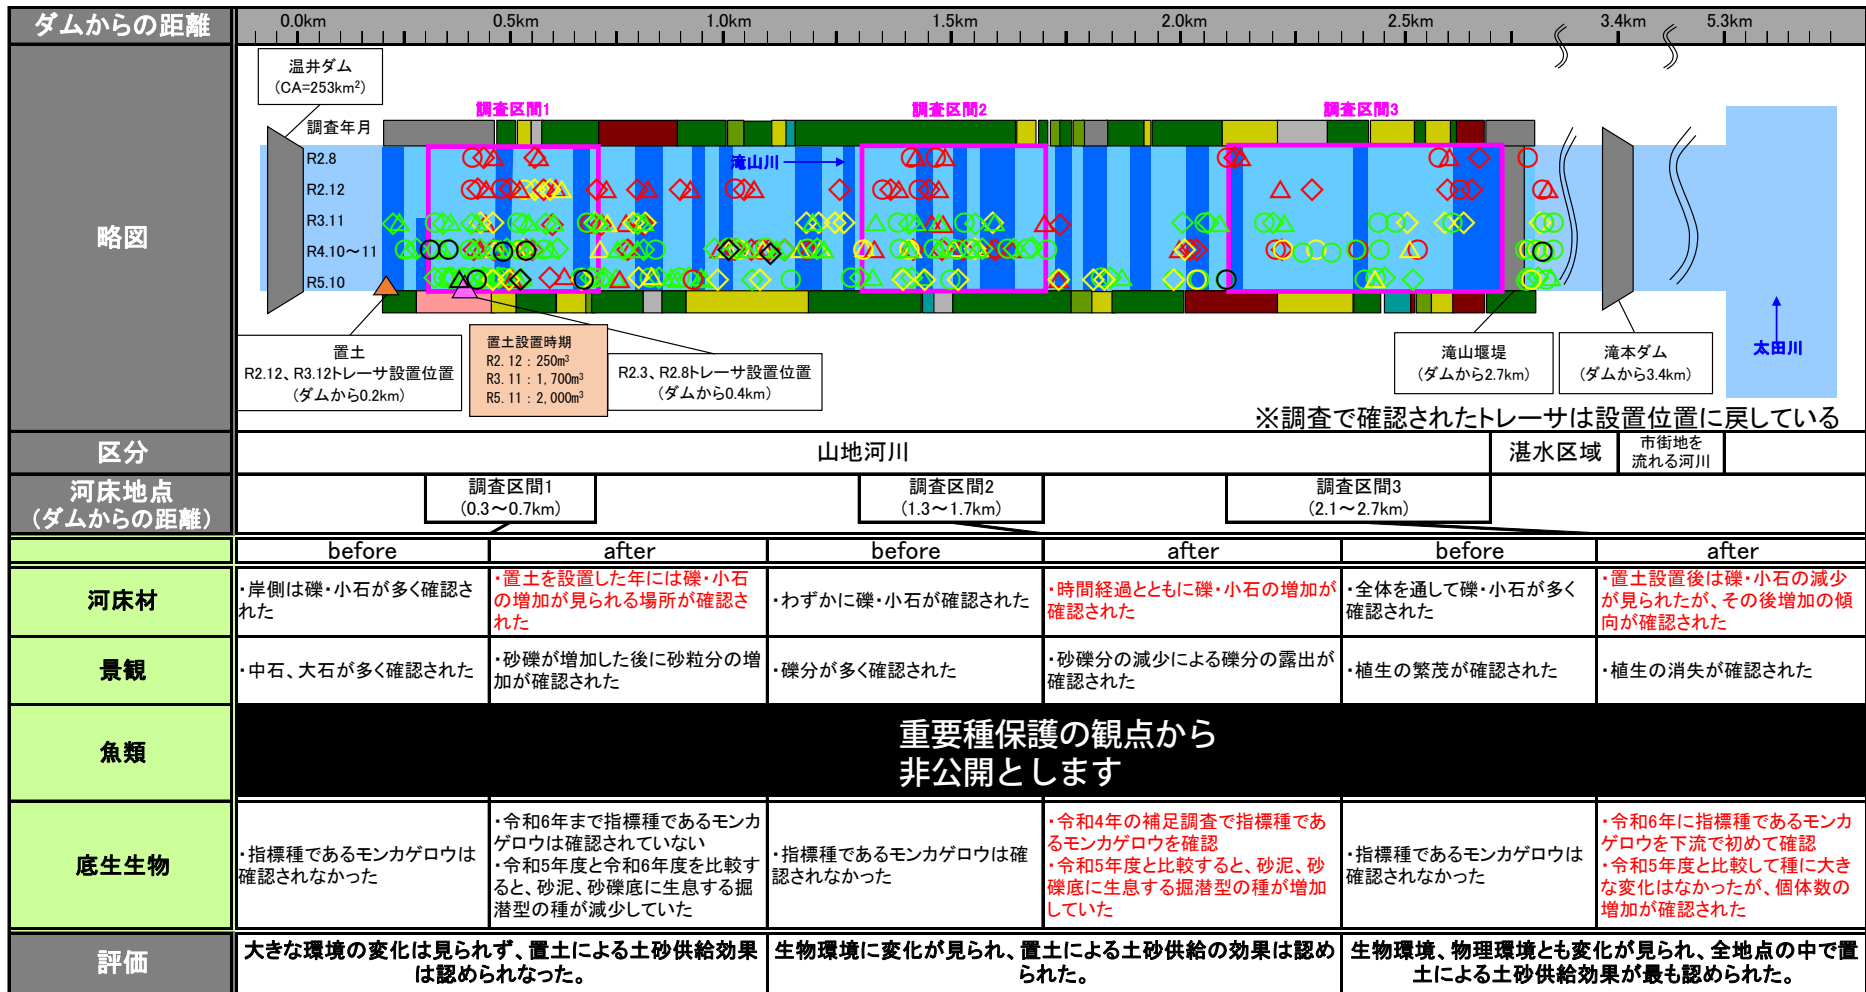 ダムからの距離
0.0km 0.5km 1.0km 1.5km 2.0km 2.5km 3.4km 5.3km
略図
温井ダム
(CA=253km²)
調査区間1
調査区間2
調査区間3
調査年月
R2.8
R2.12
R3.11
R4.10～11
R5.10
滝山川
置土
R2.12、R3.12トレーサ設置位置
(ダムから0.2km)
置土設置時期
R2.12：250m³
R3.11：1,700m³
R5.11：2,000m³
R2.3、R2.8トレーサ設置位置
(ダムから0.4km)
滝山堰堤
(ダムから2.7km)
滝本ダム
(ダムから3.4km)
太田川
※調査で確認されたトレーサは設置位置に戻している
区分
山地河川
湛水区域
市街地を
流れる河川
河床地点
(ダムからの距離)
調査区間1
(0.3～0.7km)
調査区間2
(1.3～1.7km)
調査区間3
(2.1～2.7km)
before after before after before after
河床材
・岸側は礫・小石が多く確認さ
れた
・置土を設置した年には礫・小石
の増加が見られる場所が確認さ
れた
・わずかに礫・小石が確認された
・時間経過とともに礫・小石の増加が
確認された
・全体を通して礫・小石が多く
確認された
・置土設置後は礫・小石の減少
が見られたが、その後増加の傾
向が確認された
景観
・中石、大石が多く確認された
・砂礫が増加した後に砂粒分の増
加が確認された
・礫分が多く確認された
・砂礫分の減少による礫分の露出が
確認された
・植生の繁茂が確認された
・植生の消失が確認された
魚類
重要種保護の観点から
非公開とします
底生生物
・指標種であるモンカゲロウは
確認されなかった
・令和6年まで指標種であるモンカ
ゲロウは確認されていない
・令和5年度と令和6年度を比較す
ると、砂泥、砂礫底に生息する掘
潜型の種が減少していた
・指標種であるモンカゲロウは確
認されなかった
・令和4年の補足調査で指標種であ
るモンカゲロウを確認
・令和5年度と比較すると、砂泥、砂
礫底に生息する掘潜型の種が増加
していた
・指標種であるモンカゲロウは
確認されなかった
・令和6年に指標種であるモンカ
ゲロウを下流で初めて確認
・令和5年度と比較して種に大き
な変化はなかったが、個体数の
増加が確認された
評価
大きな環境の変化は見られず、置土による土砂供給効果
は認められなった。
生物環境に変化が見られ、置土による土砂供給の効果は認め
られた。
生物環境、物理環境とも変化が見られ、全地点の中で置
土による土砂供給効果が最も認められた。